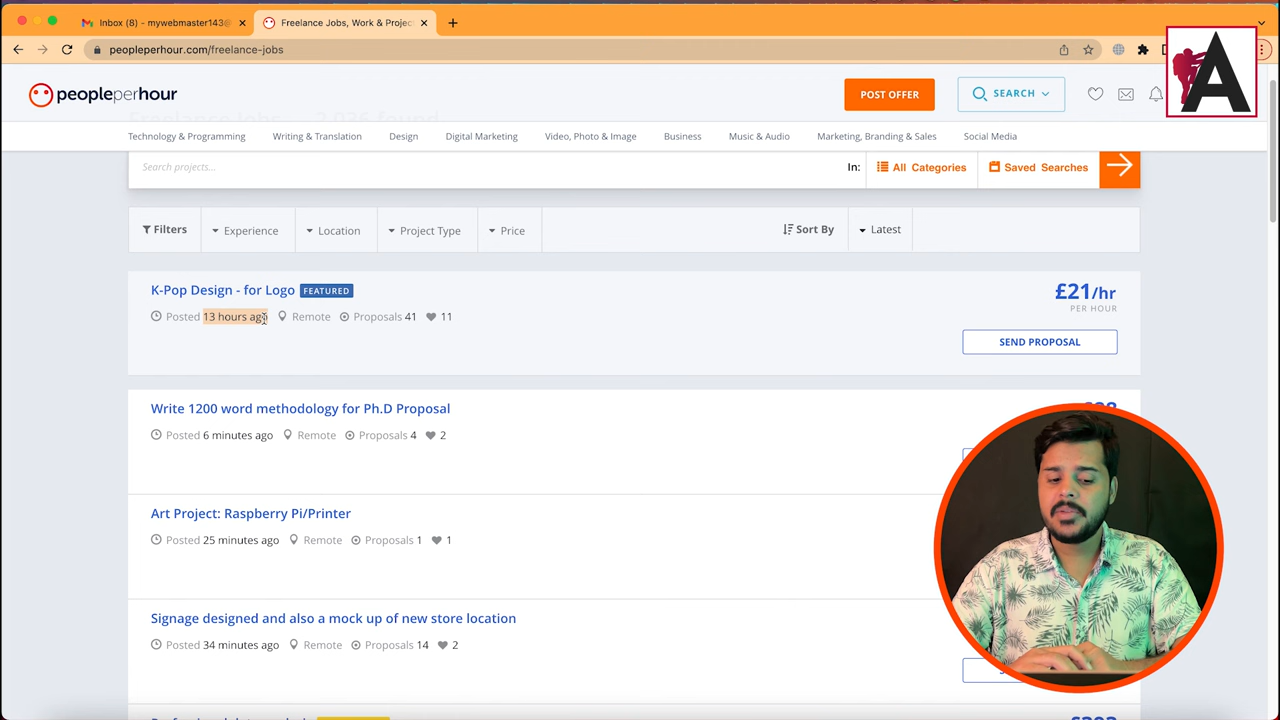 Inbox (8) - mywebmaster143@
Freelance Jobs, Work & Projec
peopleperhour.com/freelance-jobs
A
peopleperhour
POST OFFER
SEARCH
Technology & Programming Writing & Translation Design Digital Marketing Video, Photo & Image Business Music & Audio Marketing, Branding & Sales Social Media
Search projects...
In: All Categories Saved Searches
Filters Experience Location Project Type Price Sort By Latest
K-Pop Design - for Logo FEATURED
£21/hr
PER HOUR
Posted 13 hours ago Remote Proposals 41 11
SEND PROPOSAL
Write 1200 word methodology for Ph.D Proposal
Posted 6 minutes ago Remote Proposals 4 2
Art Project: Raspberry Pi/Printer
Posted 25 minutes ago Remote Proposals 1 1
Signage designed and also a mock up of new store location
Posted 34 minutes ago Remote Proposals 14 2